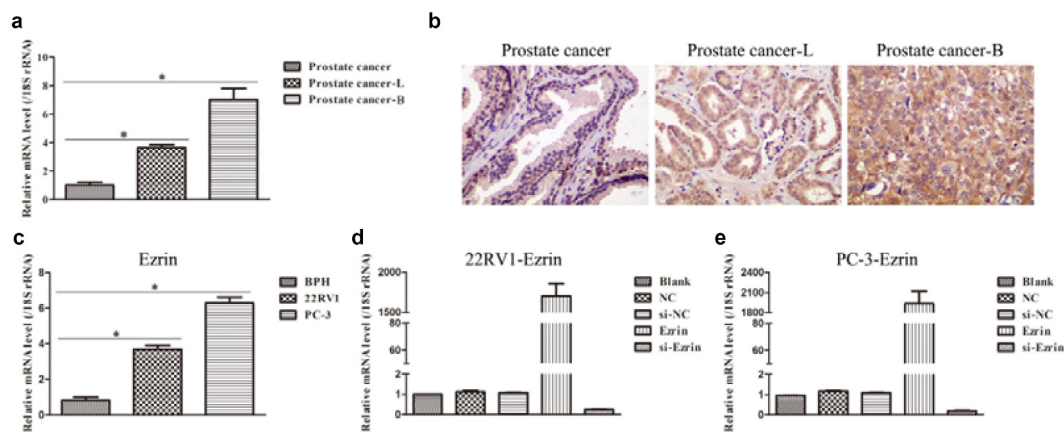 a
Relative mRNA level (/18S rRNA)
10
8
6
4
2
0
*
*
Prostate cancer
Prostate cancer-L
Prostate cancer-B
b
Prostate cancer
Prostate cancer-L
Prostate cancer-B
c
Ezrin
Relative mRNA level (/18S rRNA)
8
6
4
2
0
*
*
BPH
22RV1
PC-3
d
22RV1-Ezrin
Relative mRNA level (/18S rRNA)
2000
1500
80
60
2
1
0
Blank
NC
si-NC
Ezrin
si-Ezrin
e
PC-3-Ezrin
Relative mRNA level (/18S rRNA)
2400
2100
1800
80
60
2
1
0
Blank
NC
si-NC
Ezrin
si-Ezrin